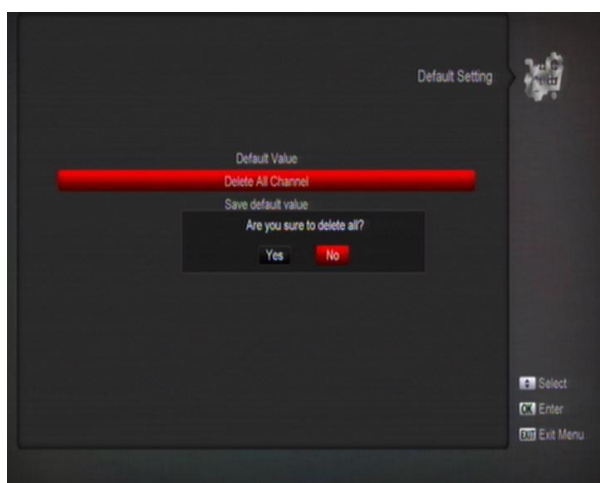 Default Setting
Default Value
Delete All Channel
Save default value
Are you sure to delete all?
Yes No
Select
OK Enter
EXIT Exit Menu